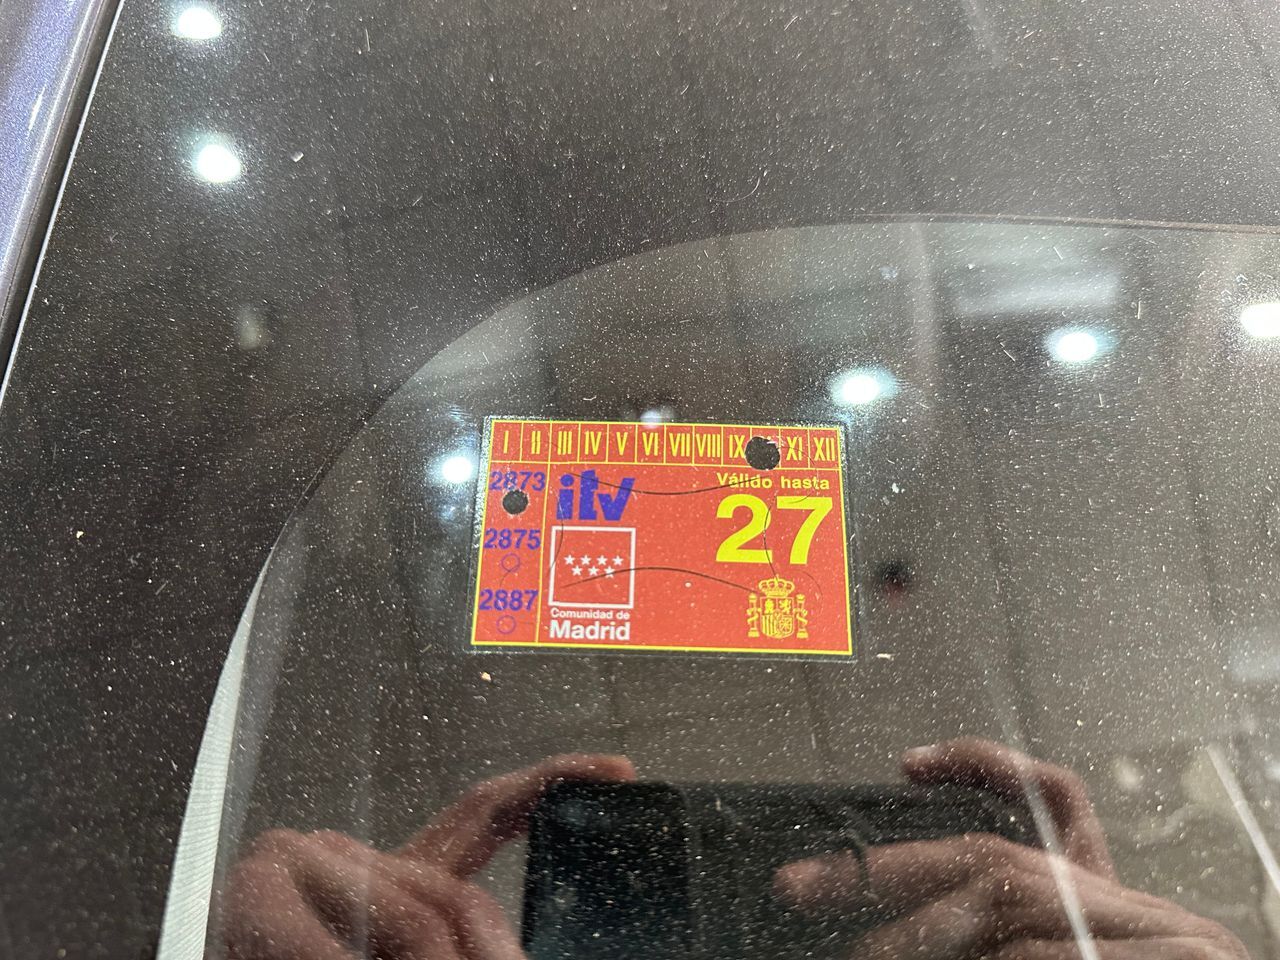 I II III IV V VI VII VIII IX XI XII
2873 itv Válido hasta
27
2875
2887
Comunidad de
Madrid